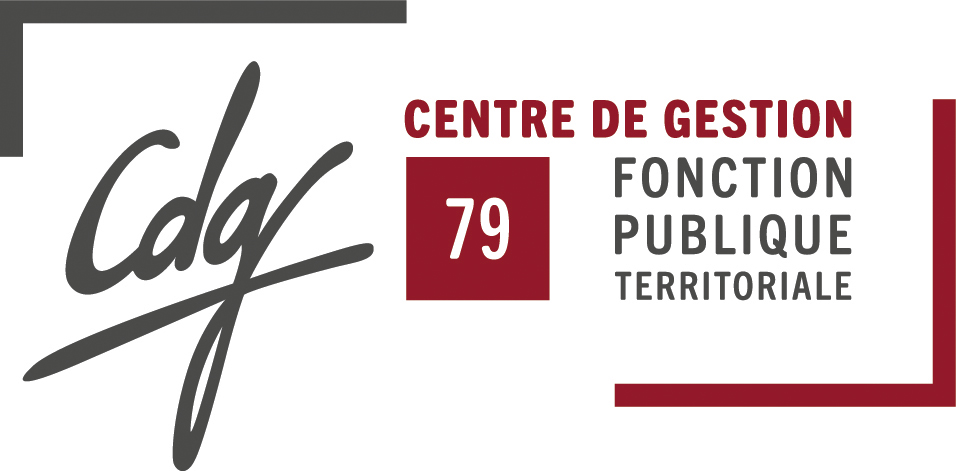 Cdg
CENTRE DE GESTION
79
FONCTION
PUBLIQUE
TERRITORIALE